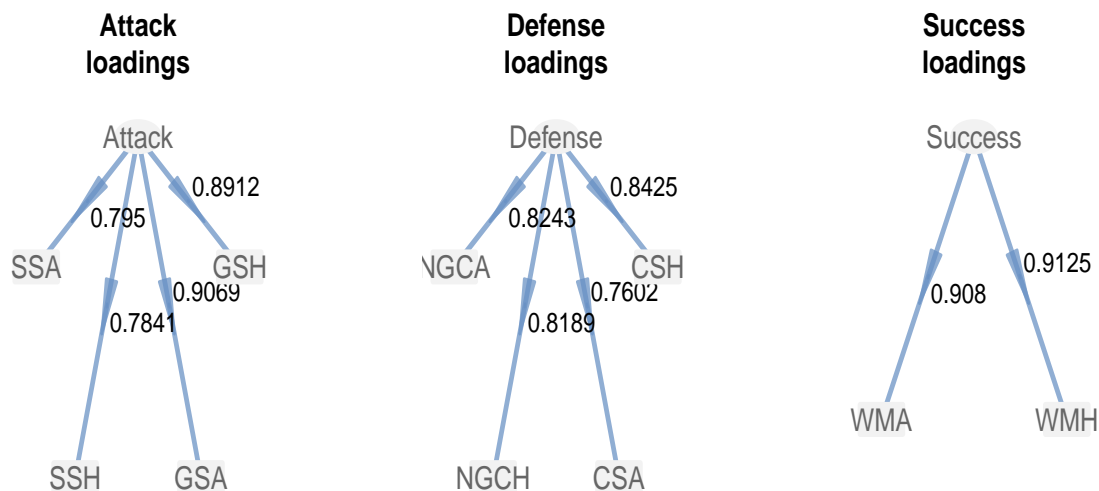 Attack
loadings
Attack
0.8912
0.795
SSA
GSH
0.9069
0.7841
SSH
GSA
Defense
loadings
Defense
0.8425
0.8243
NGCA
CSH
0.7602
0.8189
NGCH
CSA
Success
loadings
Success
0.9125
0.908
WMA
WMH